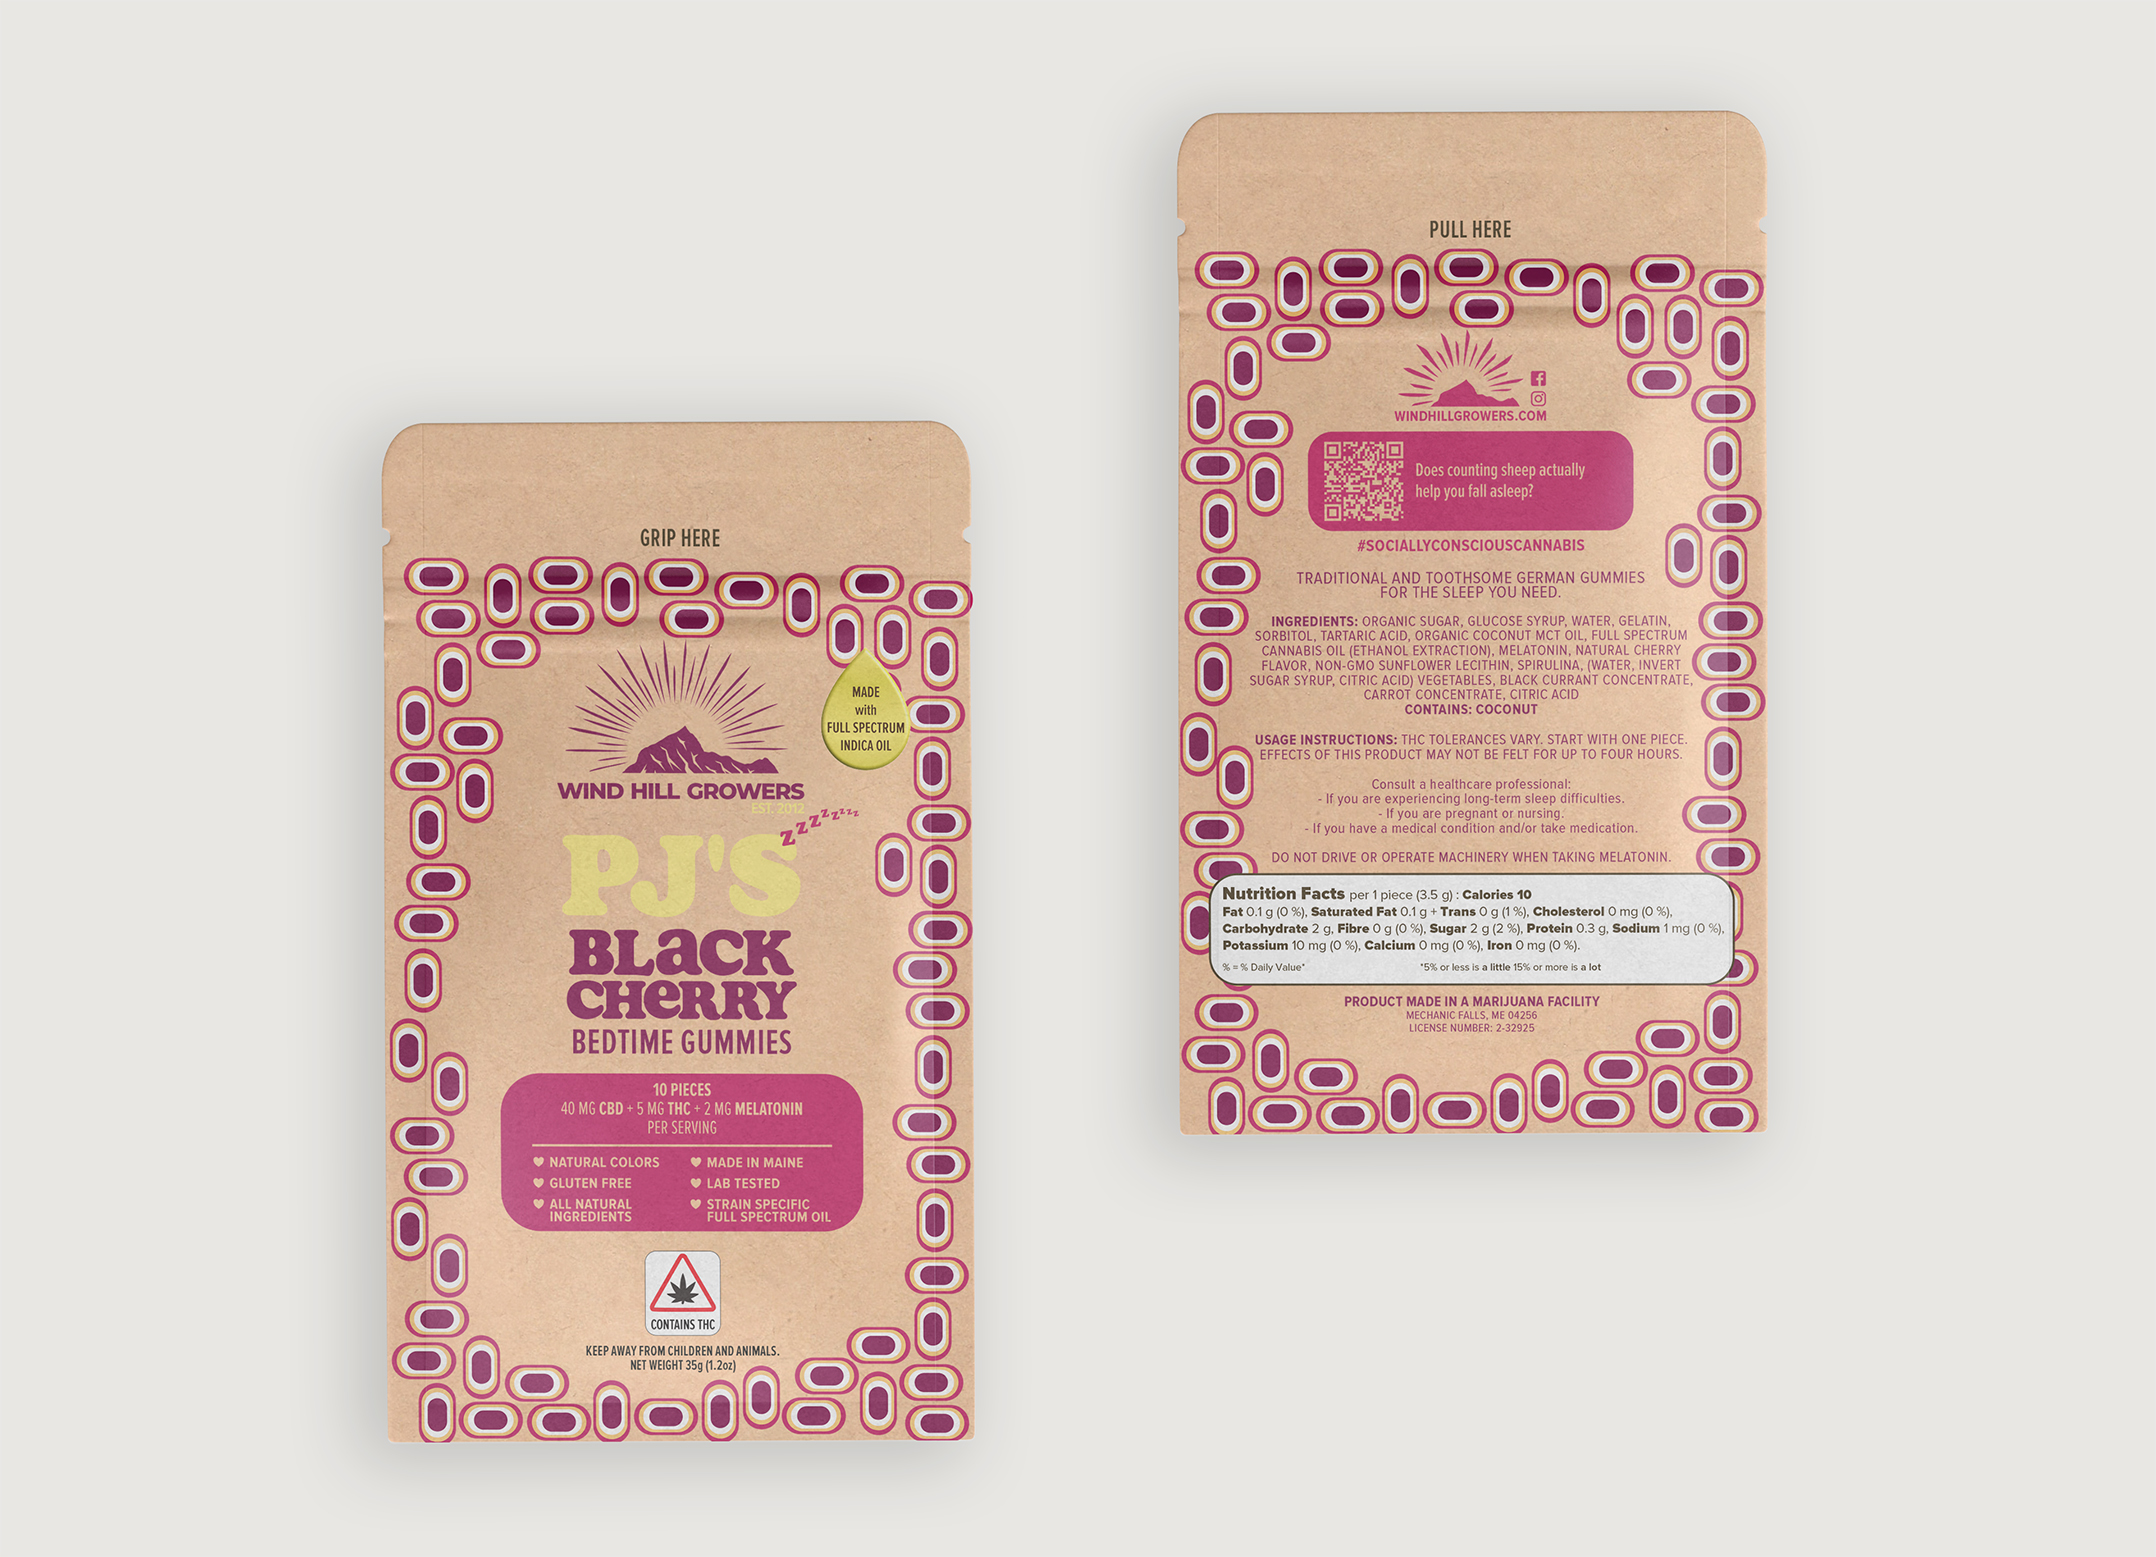 GRIP HERE
MADE
with
FULL SPECTRUM
INDICA OIL
WIND HILL GROWERS
EST. 2012
zzzzzzzz
PJ'S
BLaCK
CHeRRY
BEDTIME GUMMIES
10 PIECES
40 MG CBD + 5 MG THC + 2 MG MELATONIN
PER SERVING
NATURAL COLORS
GLUTEN FREE
ALL NATURAL
INGREDIENTS
MADE IN MAINE
LAB TESTED
STRAIN SPECIFIC
FULL SPECTRUM OIL
CONTAINS THC
KEEP AWAY FROM CHILDREN AND ANIMALS.
NET WEIGHT 35g (1.2oz)
PULL HERE
WINDHILLGROWERS.COM
Does counting sheep actually
help you fall asleep?
#SOCIALLYCONSCIOUSCANNABIS
TRADITIONAL AND TOOTHSOME GERMAN GUMMIES
FOR THE SLEEP YOU NEED.
INGREDIENTS: ORGANIC SUGAR, GLUCOSE SYRUP, WATER, GELATIN,
SORBITOL, TARTARIC ACID, ORGANIC COCONUT MCT OIL, FULL SPECTRUM
CANNABIS OIL (ETHANOL EXTRACTION), MELATONIN, NATURAL CHERRY
FLAVOR, NON-GMO SUNFLOWER LECITHIN, SPIRULINA, (WATER, INVERT
SUGAR SYRUP, CITRIC ACID) VEGETABLES, BLACK CURRANT CONCENTRATE,
CARROT CONCENTRATE, CITRIC ACID
CONTAINS: COCONUT
USAGE INSTRUCTIONS: THC TOLERANCES VARY. START WITH ONE PIECE.
EFFECTS OF THIS PRODUCT MAY NOT BE FELT FOR UP TO FOUR HOURS.
Consult a healthcare professional:
- If you are experiencing long-term sleep difficulties.
- If you are pregnant or nursing.
- If you have a medical condition and/or take medication.
DO NOT DRIVE OR OPERATE MACHINERY WHEN TAKING MELATONIN.
Nutrition Facts per 1 piece (3.5 g) : Calories 10
Fat 0.1 g (0 %), Saturated Fat 0.1 g + Trans 0 g (1 %), Cholesterol 0 mg (0 %),
Carbohydrate 2 g, Fibre 0 g (0 %), Sugar 2 g (2 %), Protein 0.3 g, Sodium 1 mg (0 %),
Potassium 10 mg (0 %), Calcium 0 mg (0 %), Iron 0 mg (0 %).
% = % Daily Value* *5% or less is a little 15% or more is a lot
PRODUCT MADE IN A MARIJUANA FACILITY
MECHANIC FALLS, ME 04256
LICENSE NUMBER: 2-32925